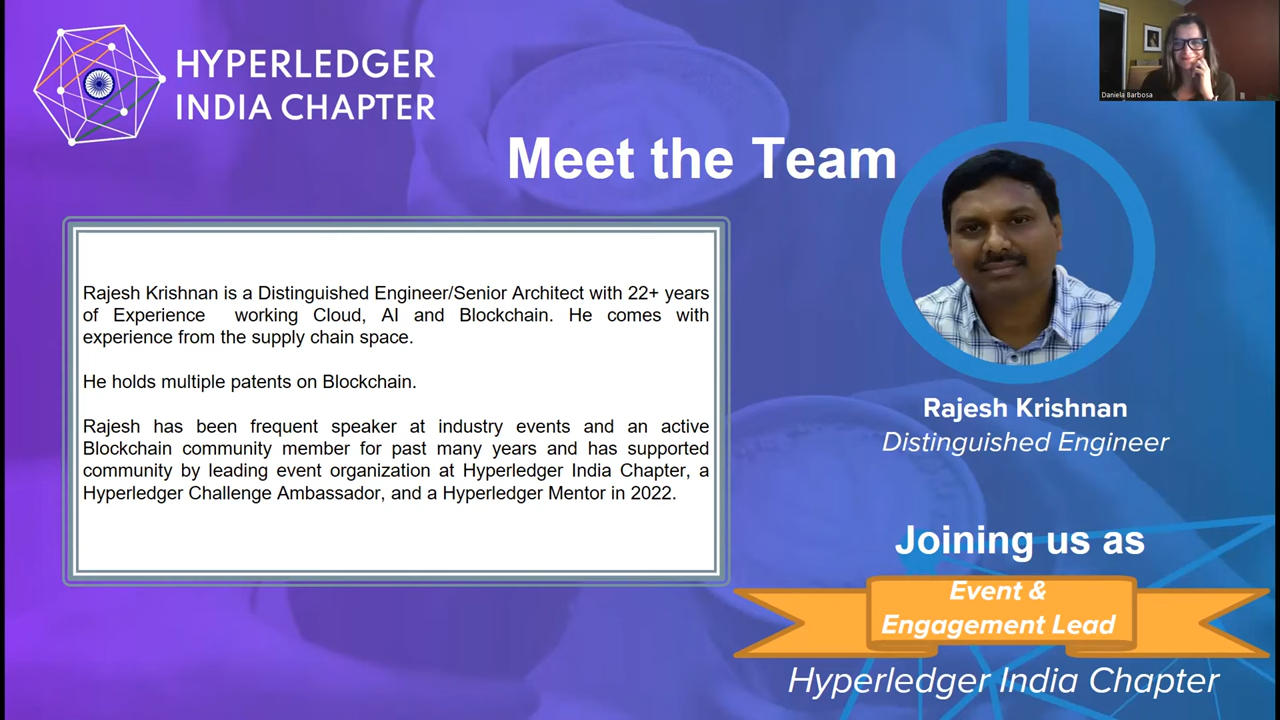 HYPERLEDGER
INDIA CHAPTER
Daniela Barbosa
Meet the Team
Rajesh Krishnan is a Distinguished Engineer/Senior Architect with 22+ years
of Experience working Cloud, AI and Blockchain. He comes with
experience from the supply chain space.
He holds multiple patents on Blockchain.
Rajesh has been frequent speaker at industry events and an active
Blockchain community member for past many years and has supported
community by leading event organization at Hyperledger India Chapter, a
Hyperledger Challenge Ambassador, and a Hyperledger Mentor in 2022.
Rajesh Krishnan
Distinguished Engineer
Joining us as
Event &
Engagement Lead
Hyperledger India Chapter